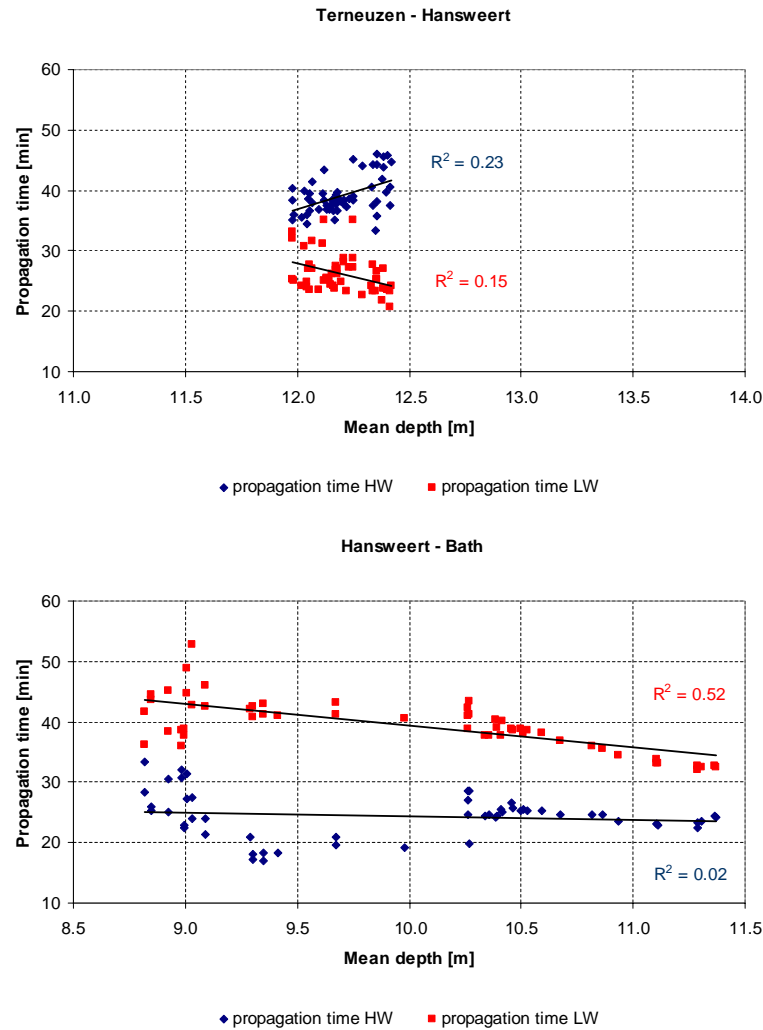 Terneuzen - Hansweert
60
50
40
30
20
10
Propagation time [min]
R² = 0.23
R² = 0.15
11.0 11.5 12.0 12.5 13.0 13.5 14.0
Mean depth [m]
propagation time HW propagation time LW
Hansweert - Bath
60
50
40
30
20
10
Propagation time [min]
R² = 0.52
R² = 0.02
8.5 9.0 9.5 10.0 10.5 11.0 11.5
Mean depth [m]
propagation time HW propagation time LW